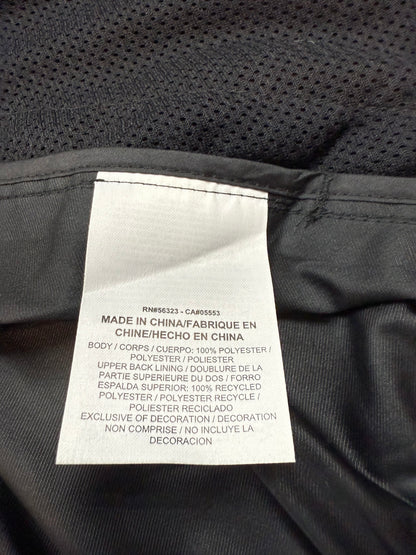 RN#56323 - CA#05553
MADE IN CHINA/FABRIQUE EN
CHINE/HECHO EN CHINA
BODY / CORPS / CUERPO: 100% POLYESTER /
POLYESTER / POLIESTER
UPPER BACK LINING / DOUBLURE DE LA
PARTIE SUPERIEURE DU DOS / FORRO
ESPALDA SUPERIOR: 100% RECYCLED
POLYESTER / POLYESTER RECYCLE /
POLIESTER RECICLADO
EXCLUSIVE OF DECORATION / DECORATION
NON COMPRISE / NO INCLUYE LA
DECORACION